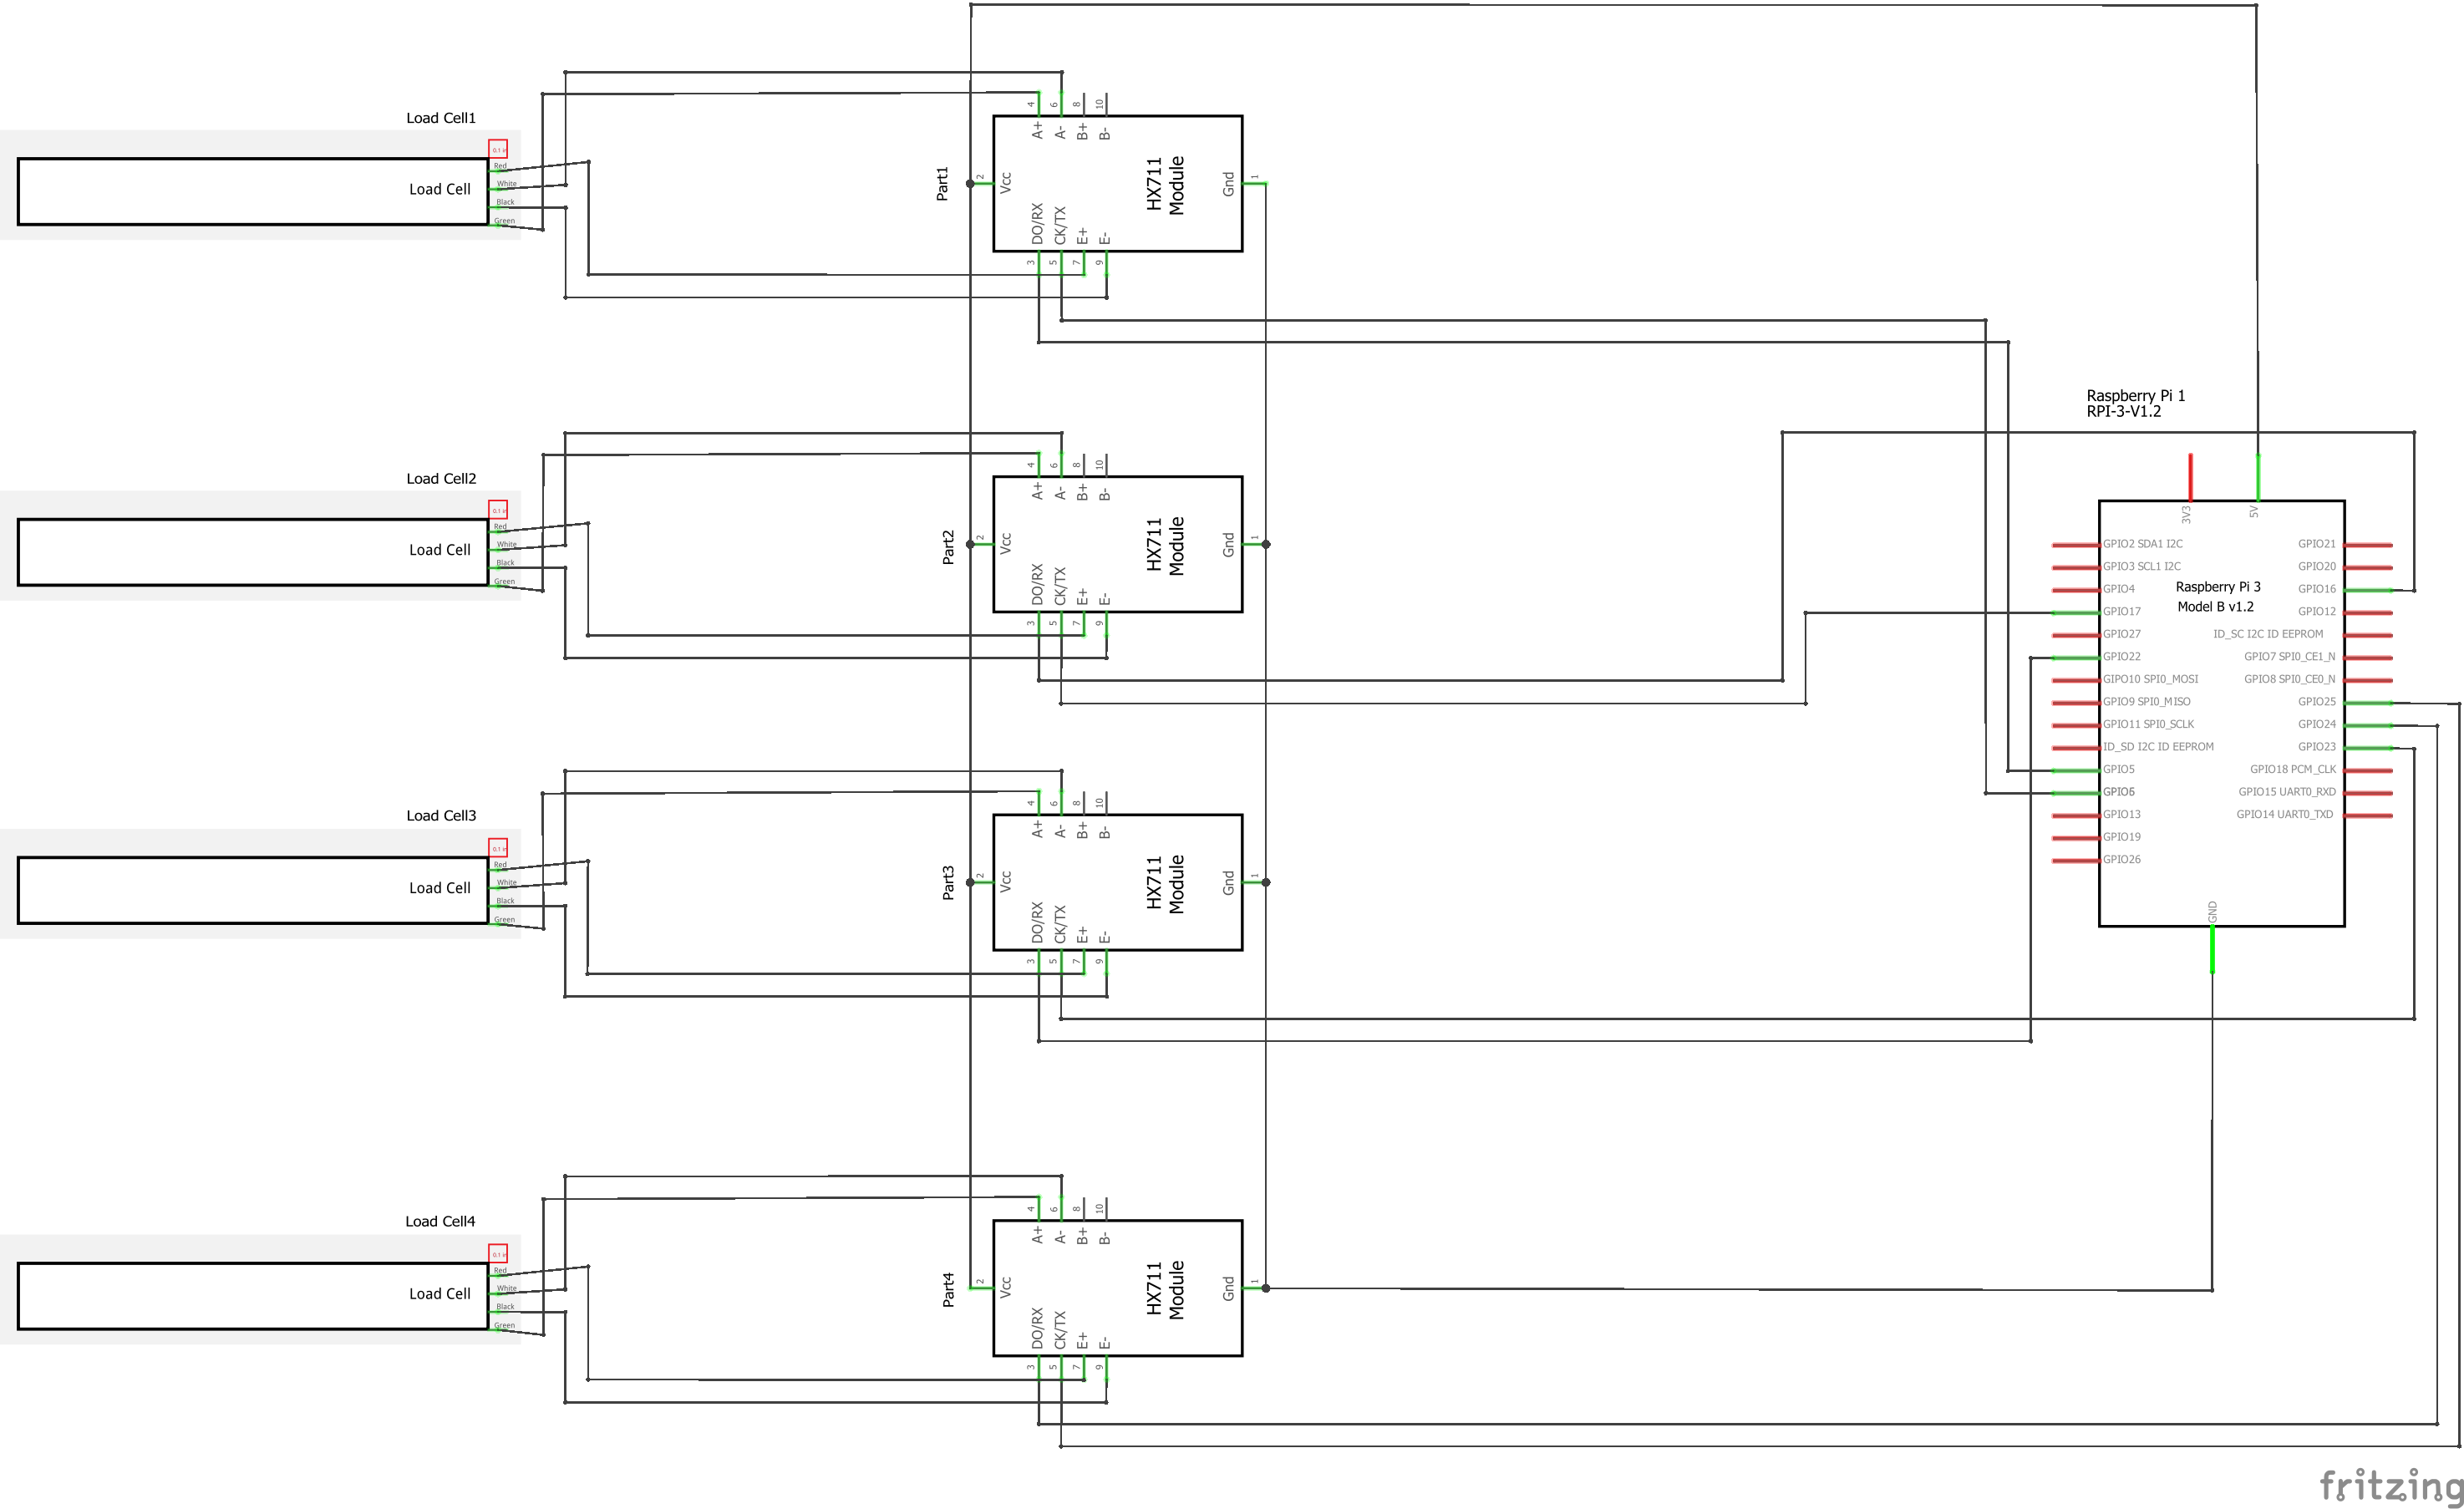 Load Cell1
0.1 in
Red
White
Black
Green
Load Cell
Part1
4
6
8
10
A+
A-
B+
B-
2
Vcc
HX711
Module
Gnd
1
DO/RX
CK/TX
E+
E-
3
5
7
9
Load Cell2
0.1 in
Red
White
Black
Green
Load Cell
Part2
4
6
8
10
A+
A-
B+
B-
2
Vcc
HX711
Module
Gnd
1
DO/RX
CK/TX
E+
E-
3
5
7
9
Load Cell3
0.1 in
Red
White
Black
Green
Load Cell
Part3
4
6
8
10
A+
A-
B+
B-
2
Vcc
HX711
Module
Gnd
1
DO/RX
CK/TX
E+
E-
3
5
7
9
Load Cell4
0.1 in
Red
White
Black
Green
Load Cell
Part4
4
6
8
10
A+
A-
B+
B-
2
Vcc
HX711
Module
Gnd
1
DO/RX
CK/TX
E+
E-
3
5
7
9
Raspberry Pi 1
RPI-3-V1.2
3V3
5V
Raspberry Pi 3
Model B v1.2
GPIO2 SDA1 I2C
GPIO3 SCL1 I2C
GPIO4
GPIO17
GPIO27
GPIO22
GIPO10 SPI0_MOSI
GPIO9 SPI0_MISO
GPIO11 SPI0_SCLK
ID_SD I2C ID EEPROM
GPIO5
GPIO6
GPIO13
GPIO19
GPIO26
GPIO21
GPIO20
GPIO16
GPIO12
ID_SC I2C ID EEPROM
GPIO7 SPI0_CE1_N
GPIO8 SPI0_CE0_N
GPIO25
GPIO24
GPIO23
GPIO18 PCM_CLK
GPIO15 UART0_RXD
GPIO14 UART0_TXD
GND
fritzing